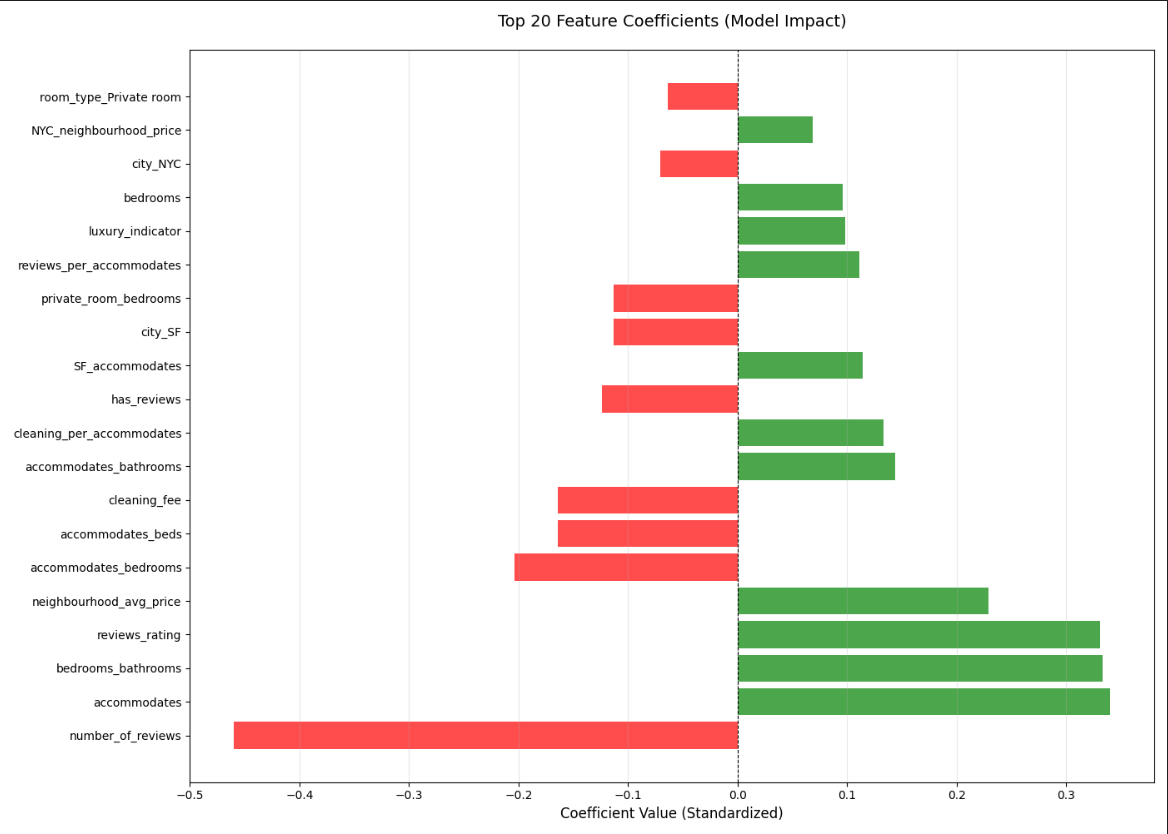 Top 20 Feature Coefficients (Model Impact)
room_type_Private room
NYC_neighbourhood_price
city_NYC
bedrooms
luxury_indicator
reviews_per_accommodates
private_room_bedrooms
city_SF
SF_accommodates
has_reviews
cleaning_per_accommodates
accommodates_bathrooms
cleaning_fee
accommodates_beds
accommodates_bedrooms
neighbourhood_avg_price
reviews_rating
bedrooms_bathrooms
accommodates
number_of_reviews
−0.5 −0.4 −0.3 −0.2 −0.1 0.0 0.1 0.2 0.3
Coefficient Value (Standardized)